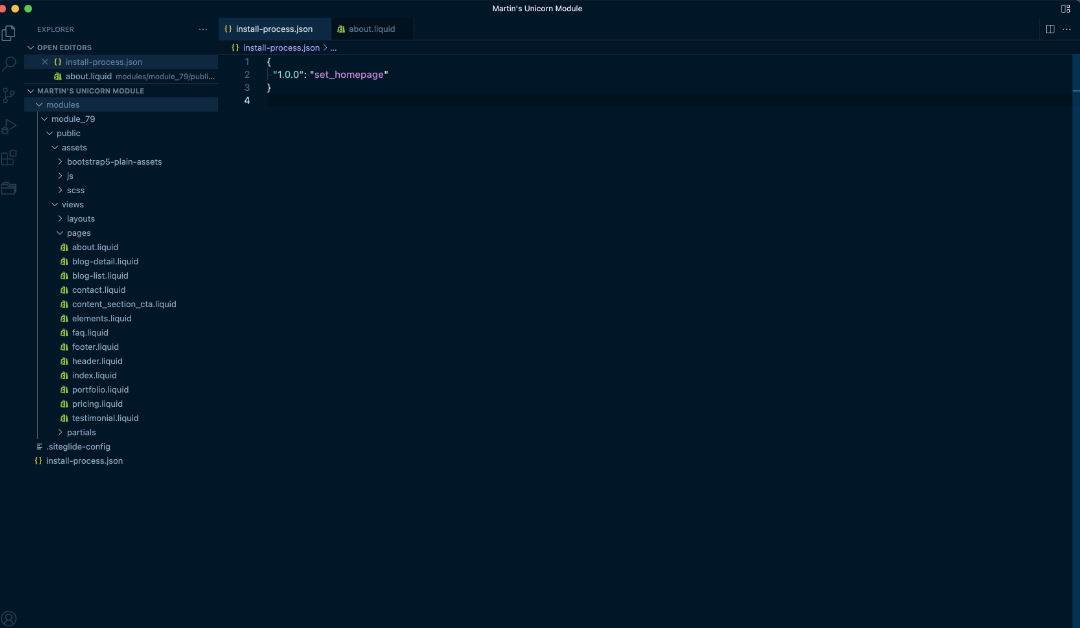 Martin's Unicorn Module
EXPLORER
install-process.json
about.liquid
OPEN EDITORS
install-process.json
about.liquid modules/module_79/publi...
MARTIN'S UNICORN MODULE
modules
module_79
public
assets
bootstrap5-plain-assets
js
scss
views
layouts
pages
about.liquid
blog-detail.liquid
blog-list.liquid
contact.liquid
content_section_cta.liquid
elements.liquid
faq.liquid
footer.liquid
header.liquid
index.liquid
portfolio.liquid
pricing.liquid
testimonial.liquid
partials
.siteglide-config
install-process.json
{} install-process.json > ...
1 {
2 "1.0.0": "set_homepage"
3 }
4